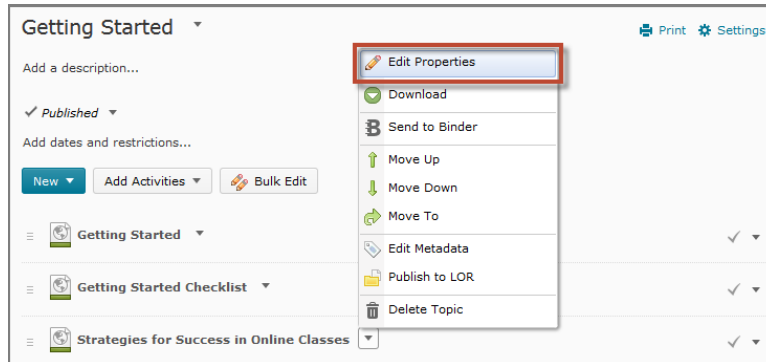 Getting Started
Print Settings
Add a description...
Published
Add dates and restrictions...
New Add Activities Bulk Edit
Getting Started
Getting Started Checklist
Strategies for Success in Online Classes
Edit Properties
Download
Send to Binder
Move Up
Move Down
Move To
Edit Metadata
Publish to LOR
Delete Topic